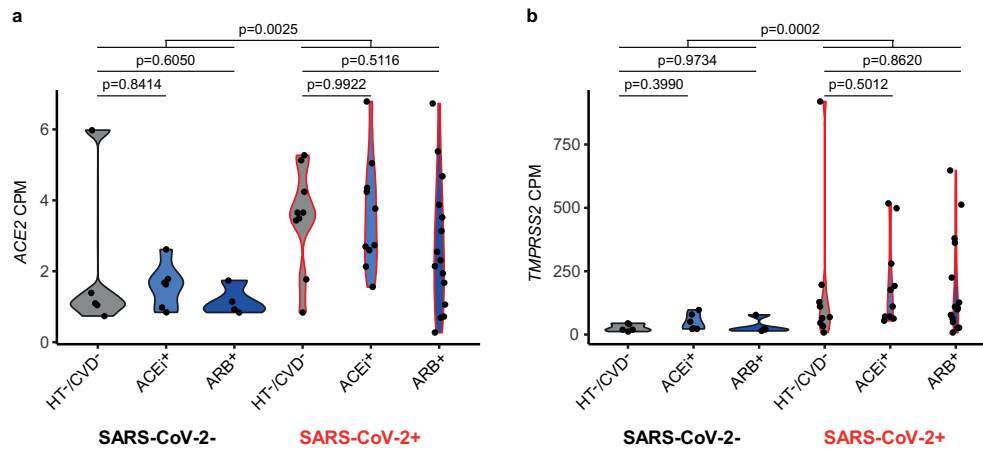 a
p=0.0025
p=0.6050
p=0.5116
p=0.8414
p=0.9922
ACE2 CPM
6
4
2
0
HT-/CVD-
ACEi+
ARB+
HT-/CVD-
ACEi+
ARB+
SARS-CoV-2-
SARS-CoV-2+
b
p=0.0002
p=0.9734
p=0.8620
p=0.3990
p=0.5012
TMPRSS2 CPM
750
500
250
0
HT-/CVD-
ACEi+
ARB+
HT-/CVD-
ACEi+
ARB+
SARS-CoV-2-
SARS-CoV-2+